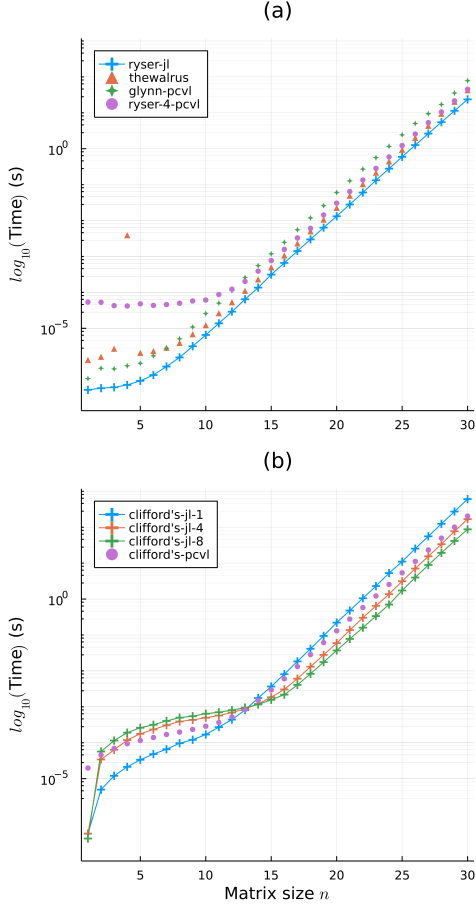 (a)
ryser-jl
thewalrus
glynn-pcvl
ryser-4-pcvl
log₁₀(Time) (s)
10⁰
10⁻⁵
5 10 15 20 25 30
(b)
clifford's-jl-1
clifford's-jl-4
clifford's-jl-8
clifford's-pcvl
log₁₀(Time) (s)
10⁰
10⁻⁵
5 10 15 20 25 30
Matrix size n